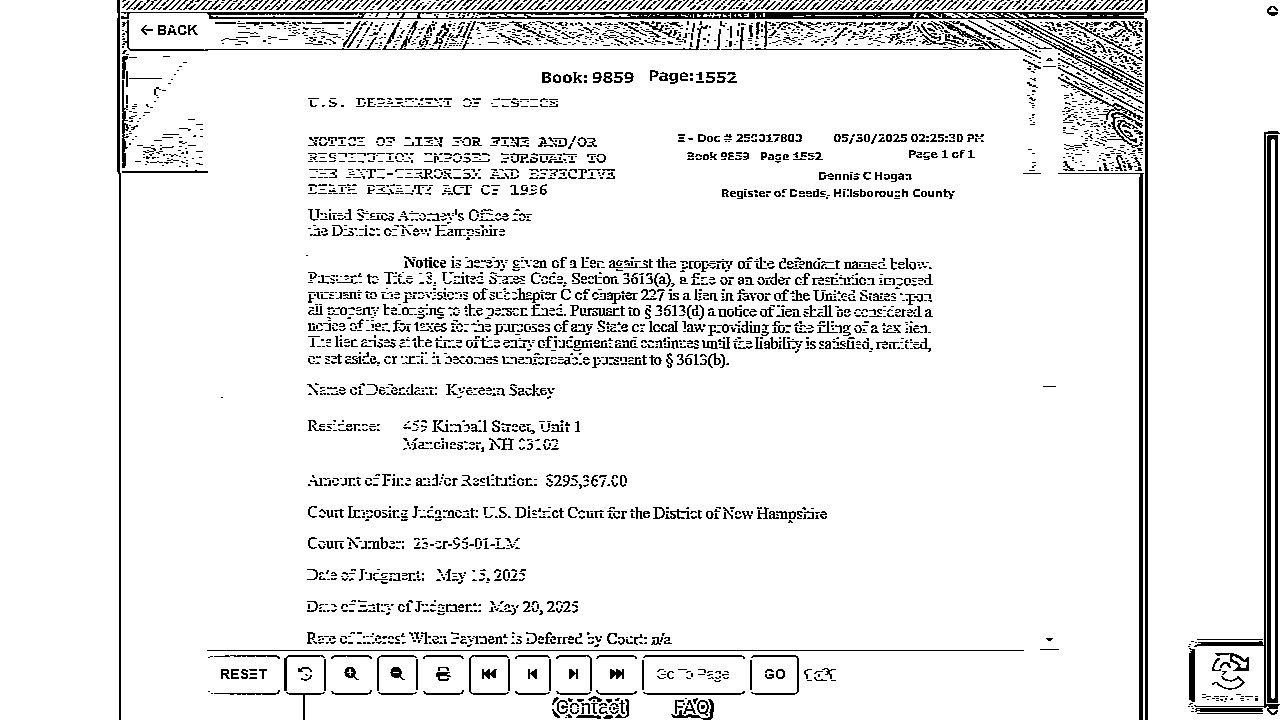 ← BACK
Book: 9859 Page:1552
U.S. DEPARTMENT OF JUSTICE
NOTICE OF LIEN FOR FINE AND/OR
RESTITUTION IMPOSED PURSUANT TO
THE ANTI-TERRORISM AND EFFECTIVE
DEATH PENALTY ACT OF 1996
E - Doc # 250017803 05/30/2025 02:25:30 PM
Book 9859 Page 1552 Page 1 of 1
Dennis C Hogan
Register of Deeds, Hillsborough County
United States Attorney's Office for
the District of New Hampshire
Notice is hereby given of a lien against the property of the defendant named below.
Pursuant to Title 18, United States Code, Section 3613(a), a fine or an order of restitution imposed
pursuant to the provisions of subchapter C of chapter 227 is a lien in favor of the United States upon
all property belonging to the person fined. Pursuant to § 3613(d) a notice of lien shall be considered a
notice of lien for taxes for the purposes of any State or local law providing for the filing of a tax lien.
The lien arises at the time of the entry of judgment and continues until the liability is satisfied, remitted,
or set aside, or until it becomes unenforceable pursuant to § 3613(b).
Name of Defendant: Kyereem Sackey
Residence: 459 Kimball Street, Unit 1
Manchester, NH 03102
Amount of Fine and/or Restitution: $295,367.00
Court Imposing Judgment: U.S. District Court for the District of New Hampshire
Court Number: 23-cr-95-01-LM
Date of Judgment: May 15, 2025
Date of Entry of Judgment: May 20, 2025
Rate of Interest When Payment is Deferred by Court: n/a
RESET
Go To Page
GO
1 of 1
Contact FAQ